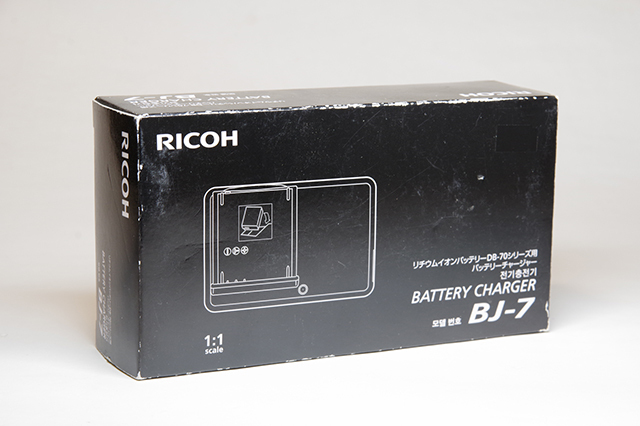 RICOH
RICOH
リチウムイオンバッテリーDB-70シリーズ用
バッテリーチャージャー
전기충전기
BATTERY CHARGER
모델 번호 BJ-7
1:1
scale